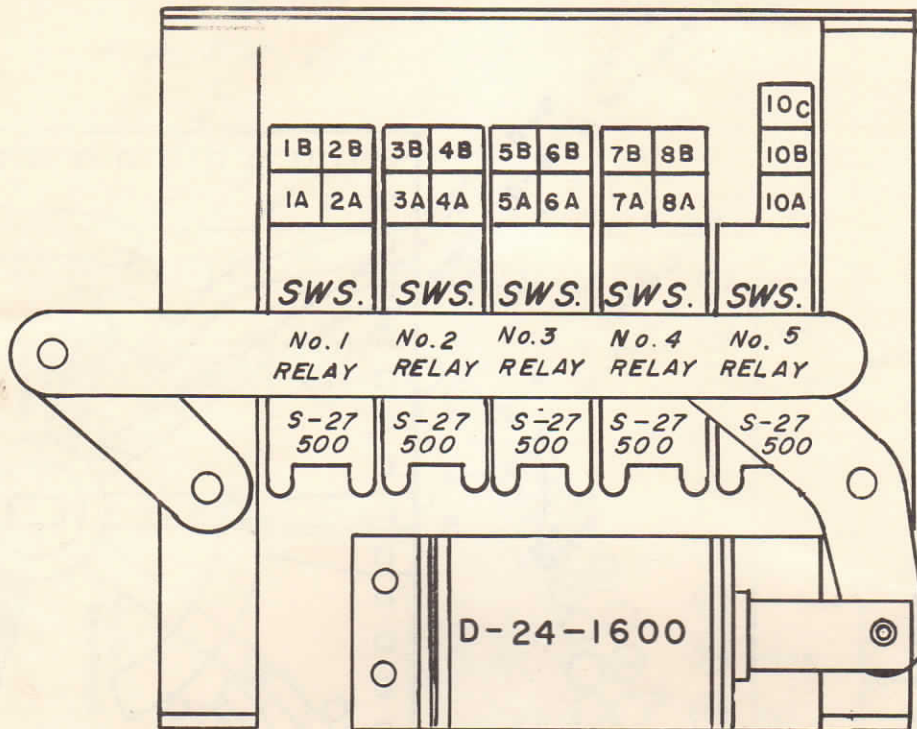 10C
1B 2B 3B 4B 5B 6B 7B 8B 10B
1A 2A 3A 4A 5A 6A 7A 8A 10A
SWS. SWS. SWS. SWS. SWS.
No.1 No.2 No.3 No.4 No.5
RELAY RELAY RELAY RELAY RELAY
S-27 S-27 S-27 S-27 S-27
500 500 500 500 500
D-24-1600